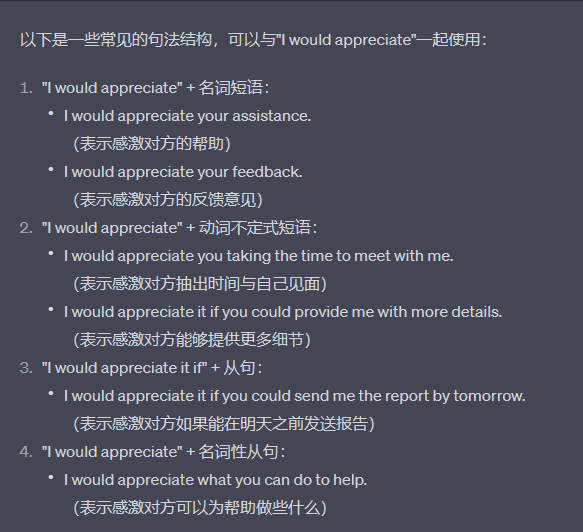 以下是一些常见的句法结构，可以与"I would appreciate"一起使用：
1. "I would appreciate" + 名词短语：
• I would appreciate your assistance.
（表示感激对方的帮助）
• I would appreciate your feedback.
（表示感激对方的反馈意见）
2. "I would appreciate" + 动词不定式短语：
• I would appreciate you taking the time to meet with me.
（表示感激对方抽出时间与自己见面）
• I would appreciate it if you could provide me with more details.
（表示感激对方能够提供更多细节）
3. "I would appreciate it if" + 从句：
• I would appreciate it if you could send me the report by tomorrow.
（表示感激对方如果能在明天之前发送报告）
4. "I would appreciate" + 名词性从句：
• I would appreciate what you can do to help.
（表示感激对方可以为帮助做些什么）